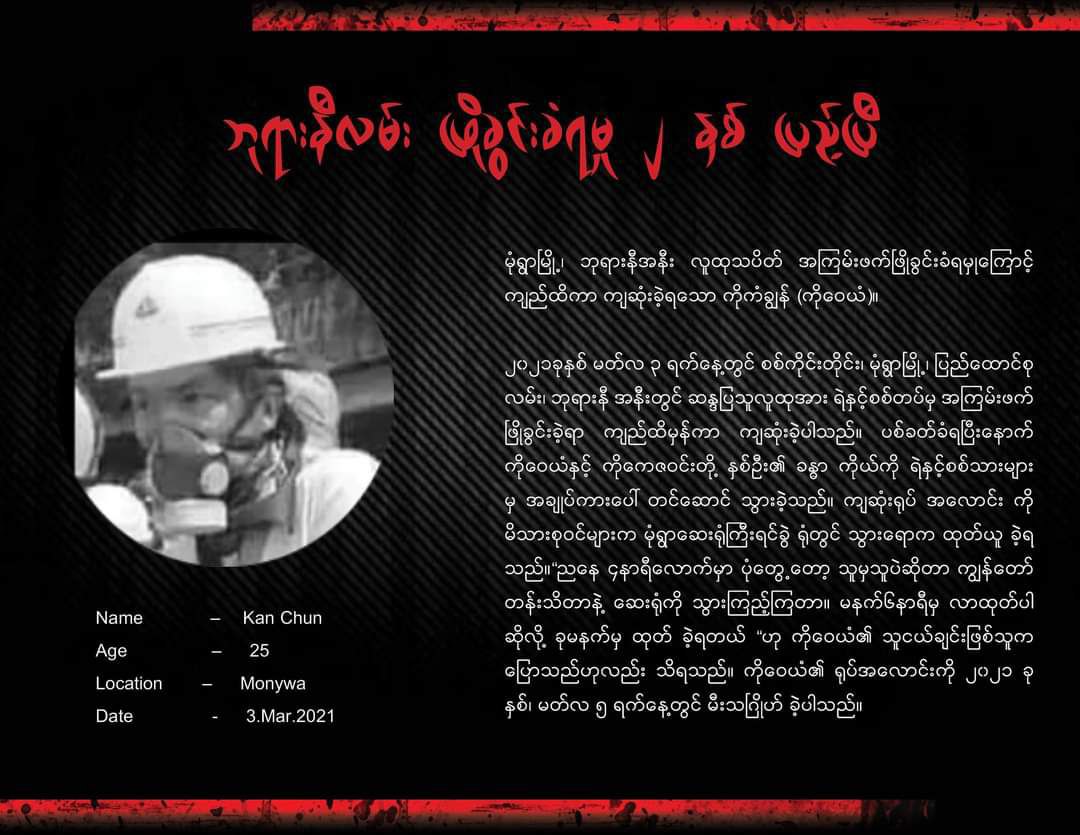 ဘုရားနီလမ်း ဖြိုခွင်းခံရမှု ၂ နှစ် ပြည့်ပြီ
မုံရွာမြို့၊ ဘုရားနီအနီး လူထုသပိတ် အကြမ်းဖက်ဖြိုခွင်းခံရမှုကြောင့်
ကျည်ထိကာ ကျဆုံးခဲ့ရသော ကိုကံချွန် (ကိုဝေယံ)။
၂၀၂၁ခုနှစ် မတ်လ ၃ ရက်နေ့တွင် စစ်ကိုင်းတိုင်း၊ မုံရွာမြို့၊ ပြည်ထောင်စု
လမ်း၊ ဘုရားနီ အနီးတွင် ဆန္ဒပြသူလူထုအား ရဲနှင့်စစ်တပ်မှ အကြမ်းဖက်
ဖြိုခွင်းခဲ့ရာ ကျည်ထိမှန်ကာ ကျဆုံးခဲ့ပါသည်။ ပစ်ခတ်ခံရပြီးနောက်
ကိုဝေယံနှင့် ကိုကေဇဝင်းတို့ နှစ်ဦး၏ ခန္ဓာ ကိုယ်ကို ရဲနှင့်စစ်သားများ
မှ အချုပ်ကားပေါ် တင်ဆောင် သွားခဲ့သည်။ ကျဆုံးရုပ် အလောင်း ကို
မိသားစုဝင်များက မုံရွာဆေးရုံကြီးရင်ခွဲ ရုံတွင် သွားရောက ထုတ်ယူ ခဲ့ရ
သည်။“ညနေ ၄နာရီလောက်မှာ ပုံတွေ့တော့ သူမှသူပဲဆိုတာ ကျွန်တော်
တန်းသိတာနဲ့ ဆေးရုံကို သွားကြည့်ကြတာ။ မနက်၆နာရီမှ လာထုတ်ပါ
ဆိုလို့ ခုမနက်မှ ထုတ် ခဲ့ရတယ် “ဟု ကိုဝေယံ၏ သူငယ်ချင်းဖြစ်သူက
ပြောသည်ဟုလည်း သိရသည်။ ကိုဝေယံ၏ ရုပ်အလောင်းကို ၂၀၂၁ ခု
နှစ်၊ မတ်လ ၅ ရက်နေ့တွင် မီးသဂြိုဟ် ခဲ့ပါသည်။
Name – Kan Chun
Age – 25
Location – Monywa
Date - 3.Mar.2021